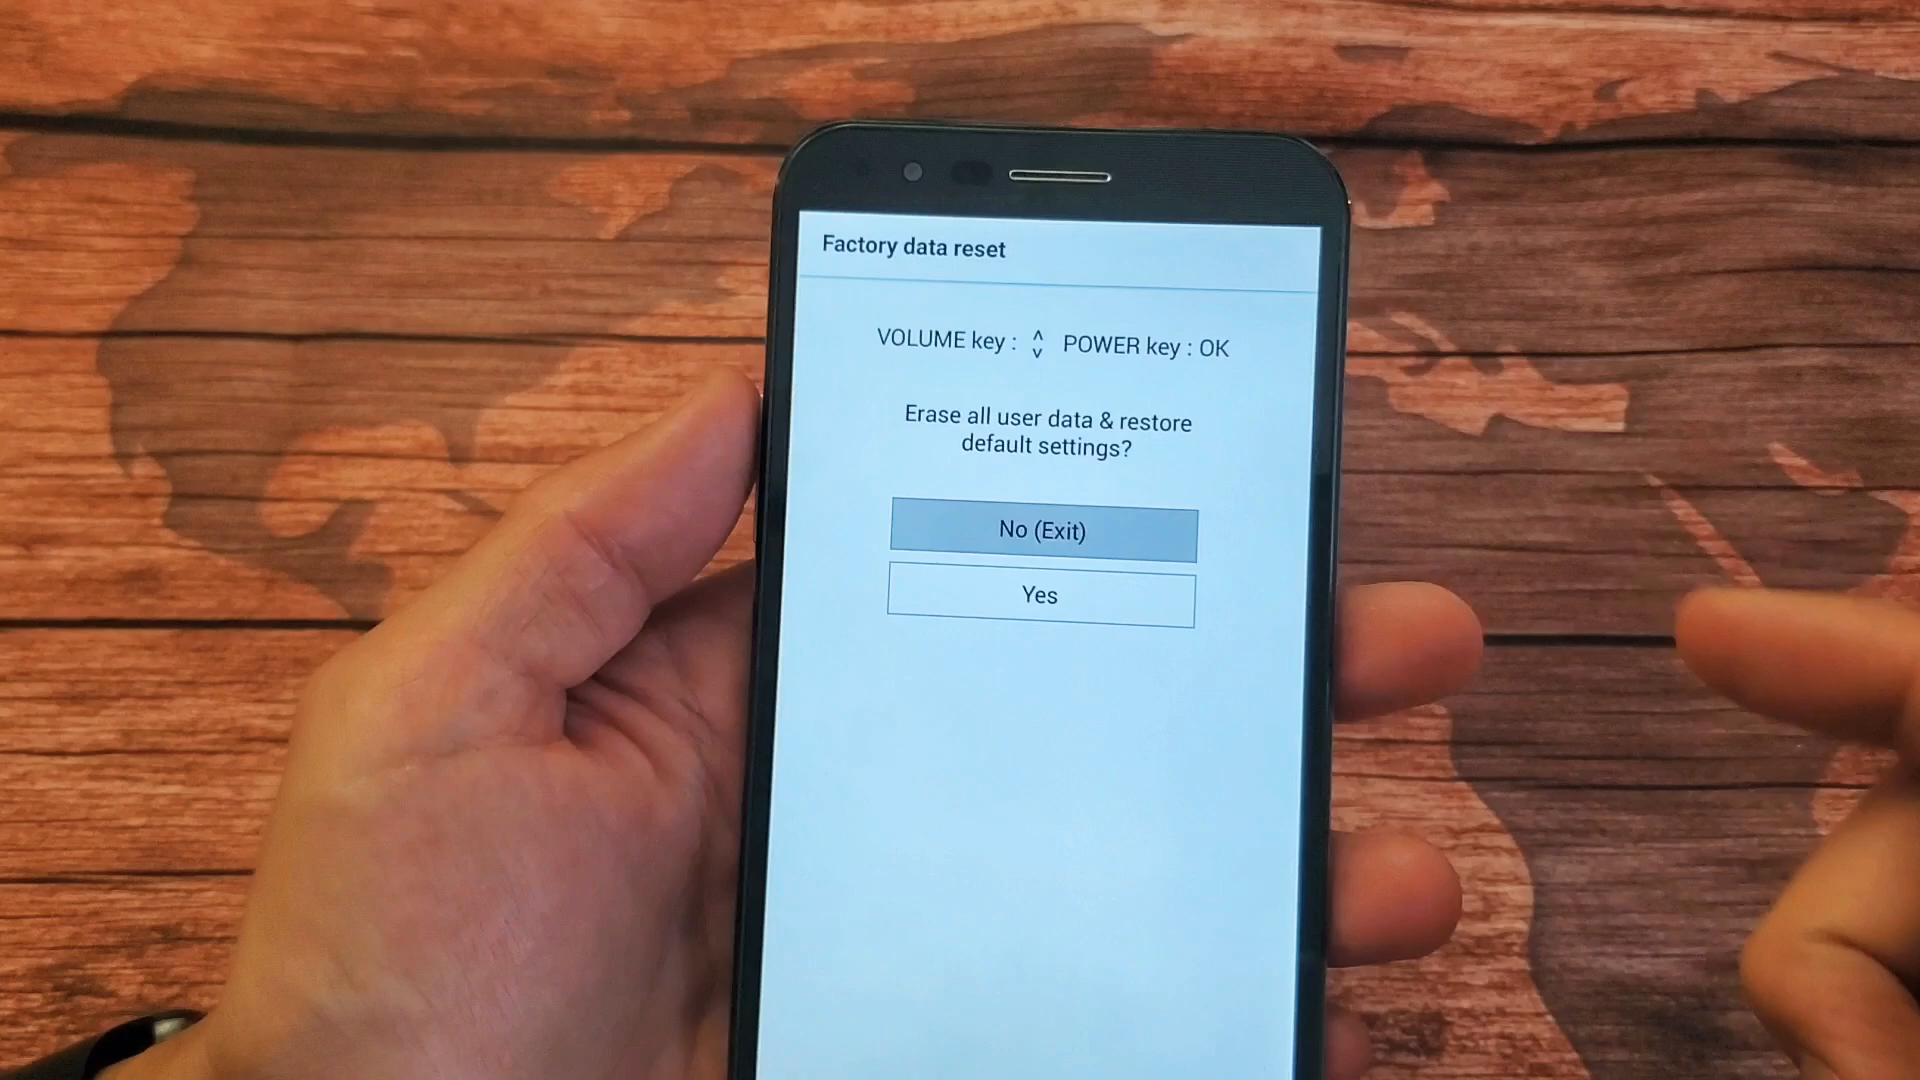 Factory data reset
VOLUME key : ^ v POWER key : OK
Erase all user data & restore
default settings?
No (Exit)
Yes